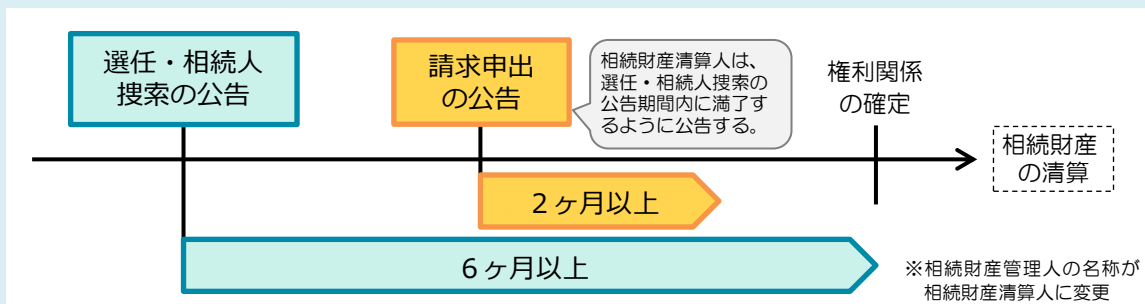 選任・相続人
捜索の公告
請求申出
の公告
相続財産清算人は、
選任・相続人捜索の
公告期間内に満了す
るように公告する。
権利関係
の確定
相続財産
の清算
２ヶ月以上
６ヶ月以上
※相続財産管理人の名称が
相続財産清算人に変更